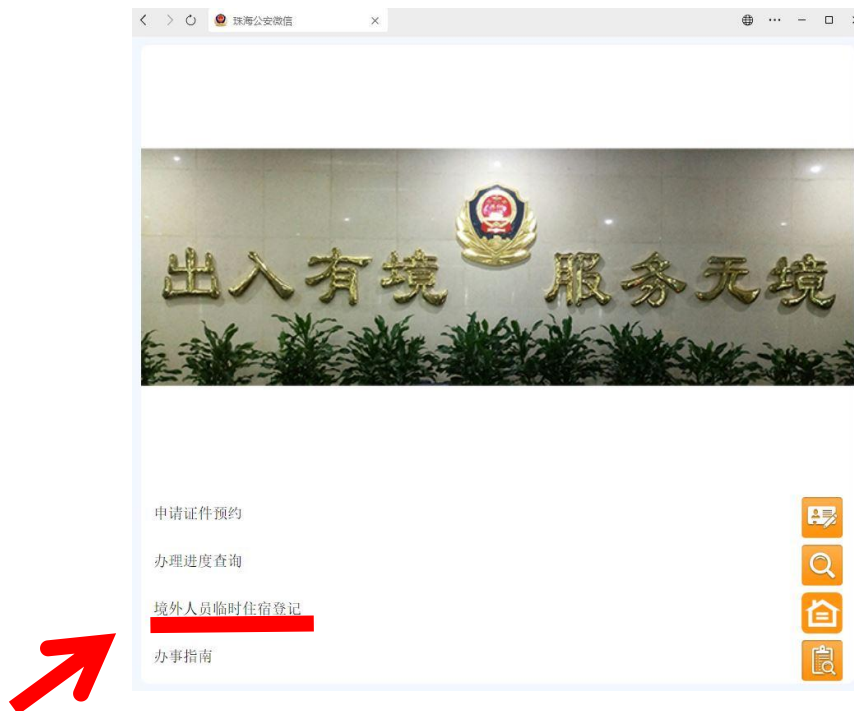 珠海公安微信
出入有境 服务无境
申请证件预约
办理进度查询
境外人员临时住宿登记
办事指南